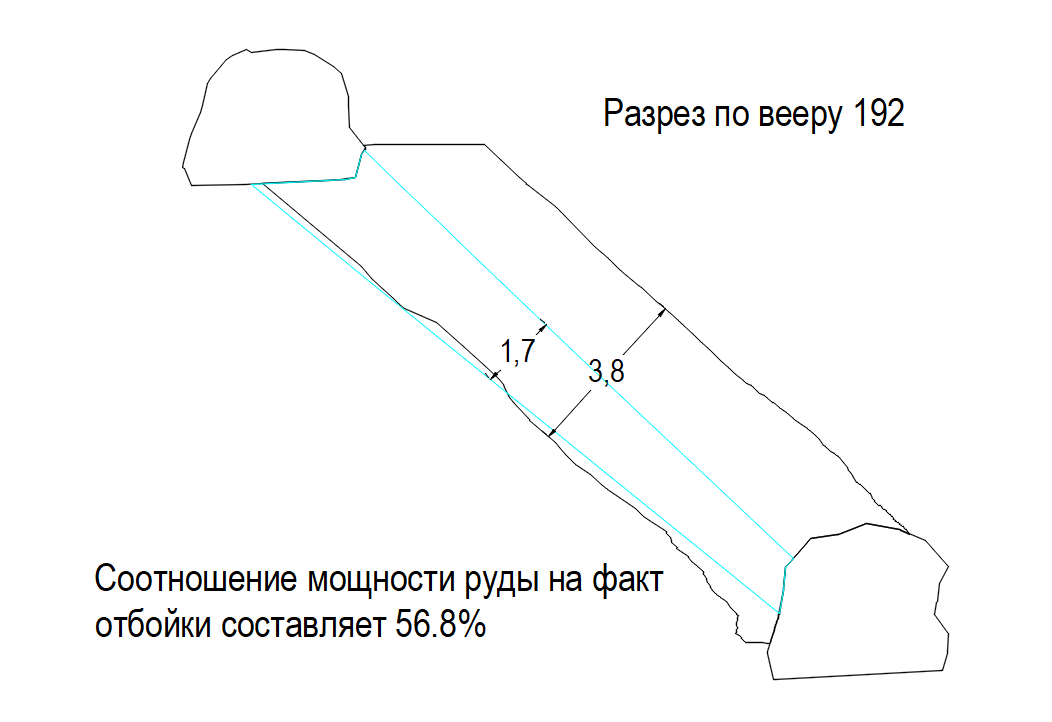 Разрез по вееру 192
1,7
3,8
Соотношение мощности руды на факт
отбойки составляет 56.8%